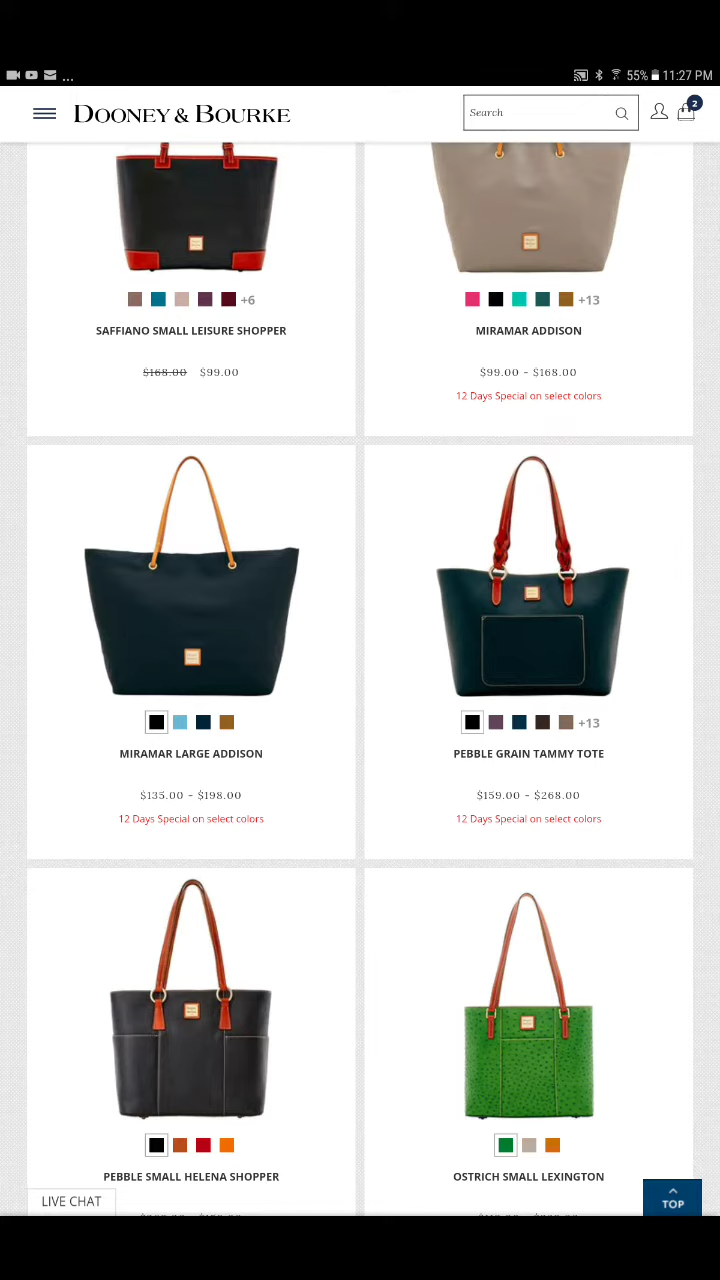 ... 55% 11:27 PM
DOONEY & BOURKE
Search
2
+6
SAFFIANO SMALL LEISURE SHOPPER
$168.00 $99.00
+13
MIRAMAR ADDISON
$99.00 - $168.00
12 Days Special on select colors
MIRAMAR LARGE ADDISON
$135.00 - $198.00
12 Days Special on select colors
+13
PEBBLE GRAIN TAMMY TOTE
$159.00 - $268.00
12 Days Special on select colors
PEBBLE SMALL HELENA SHOPPER
OSTRICH SMALL LEXINGTON
LIVE CHAT
TOP